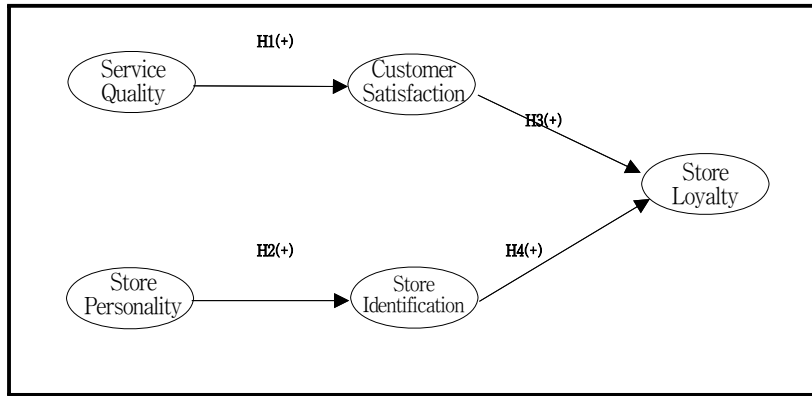 H1(+)
Service
Quality
Customer
Satisfaction
H3(+)
Store
Loyalty
H2(+)
H4(+)
Store
Personality
Store
Identification